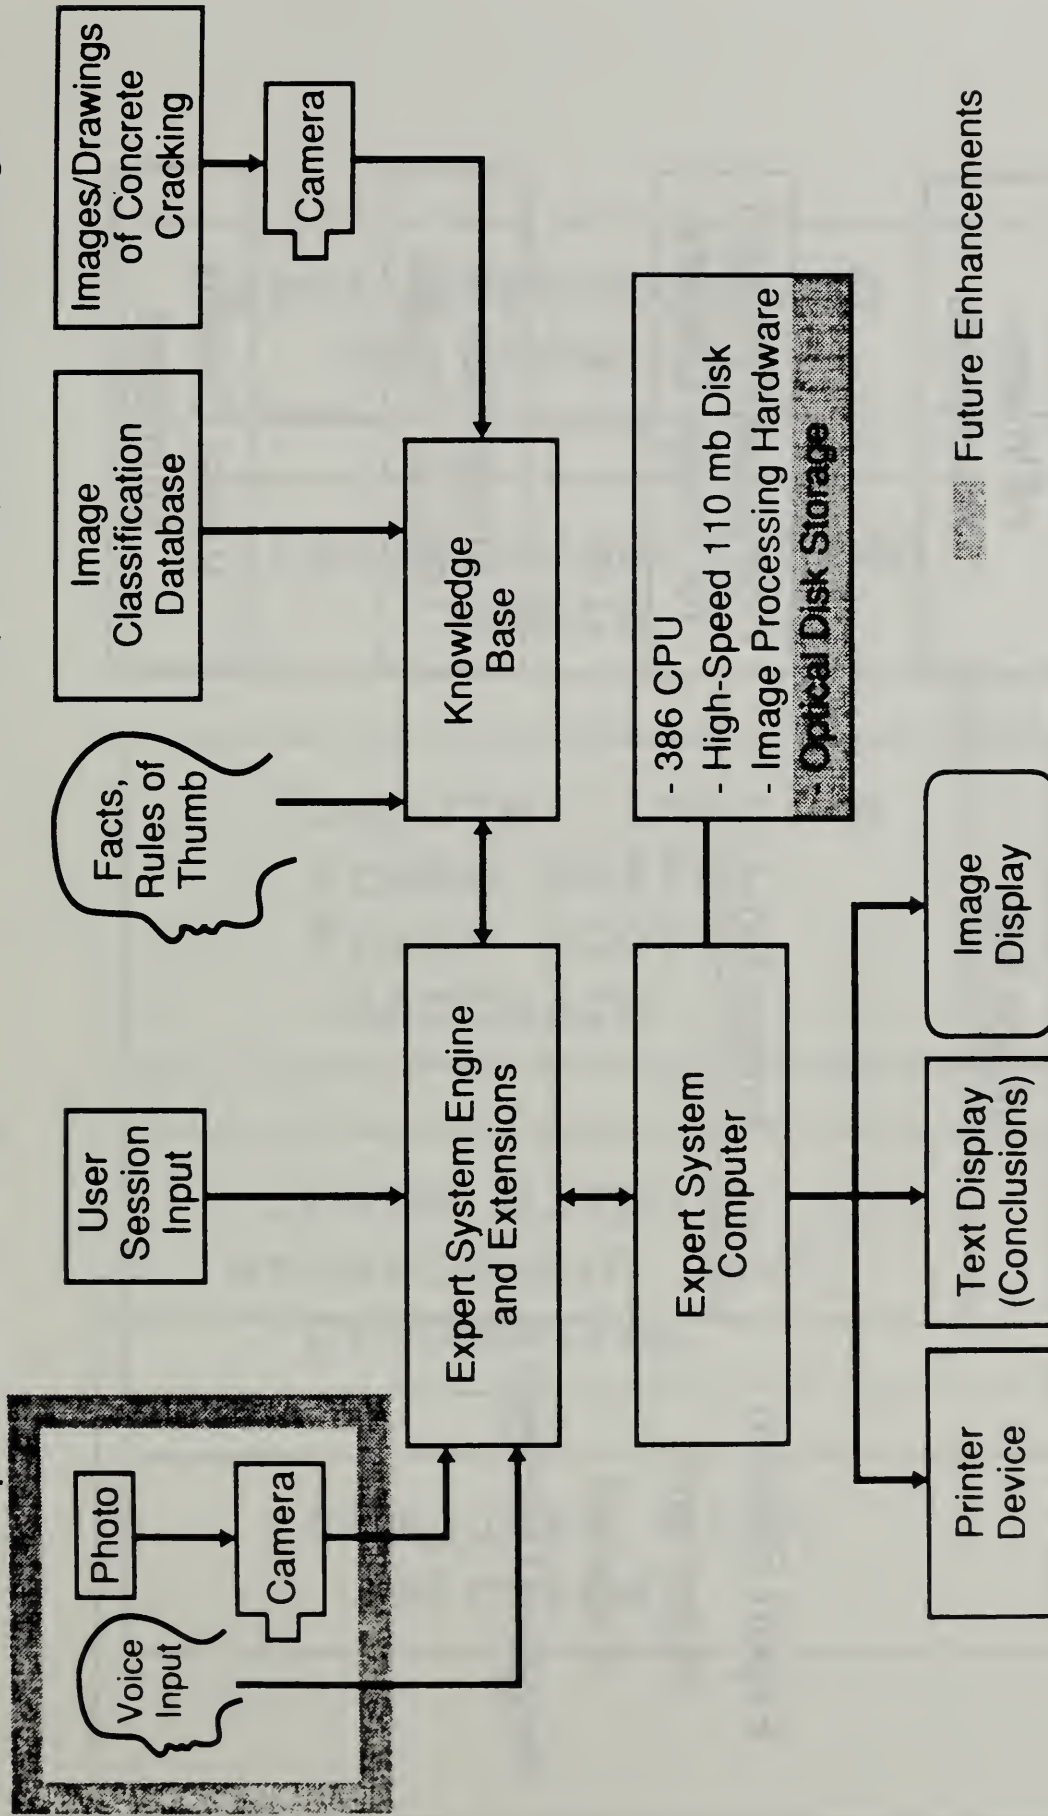 Voice
Input
Photo
Camera
User
Session
Input
Facts,
Rules of
Thumb
Image
Classification
Database
Images/Drawings
of Concrete
Cracking
Camera
Expert System Engine
and Extensions
Knowledge
Base
Expert System
Computer
- 386 CPU
- High-Speed 110 mb Disk
- Image Processing Hardware
- Optical Disk Storage
Printer
Device
Text Display
(Conclusions)
Image
Display
Future Enhancements